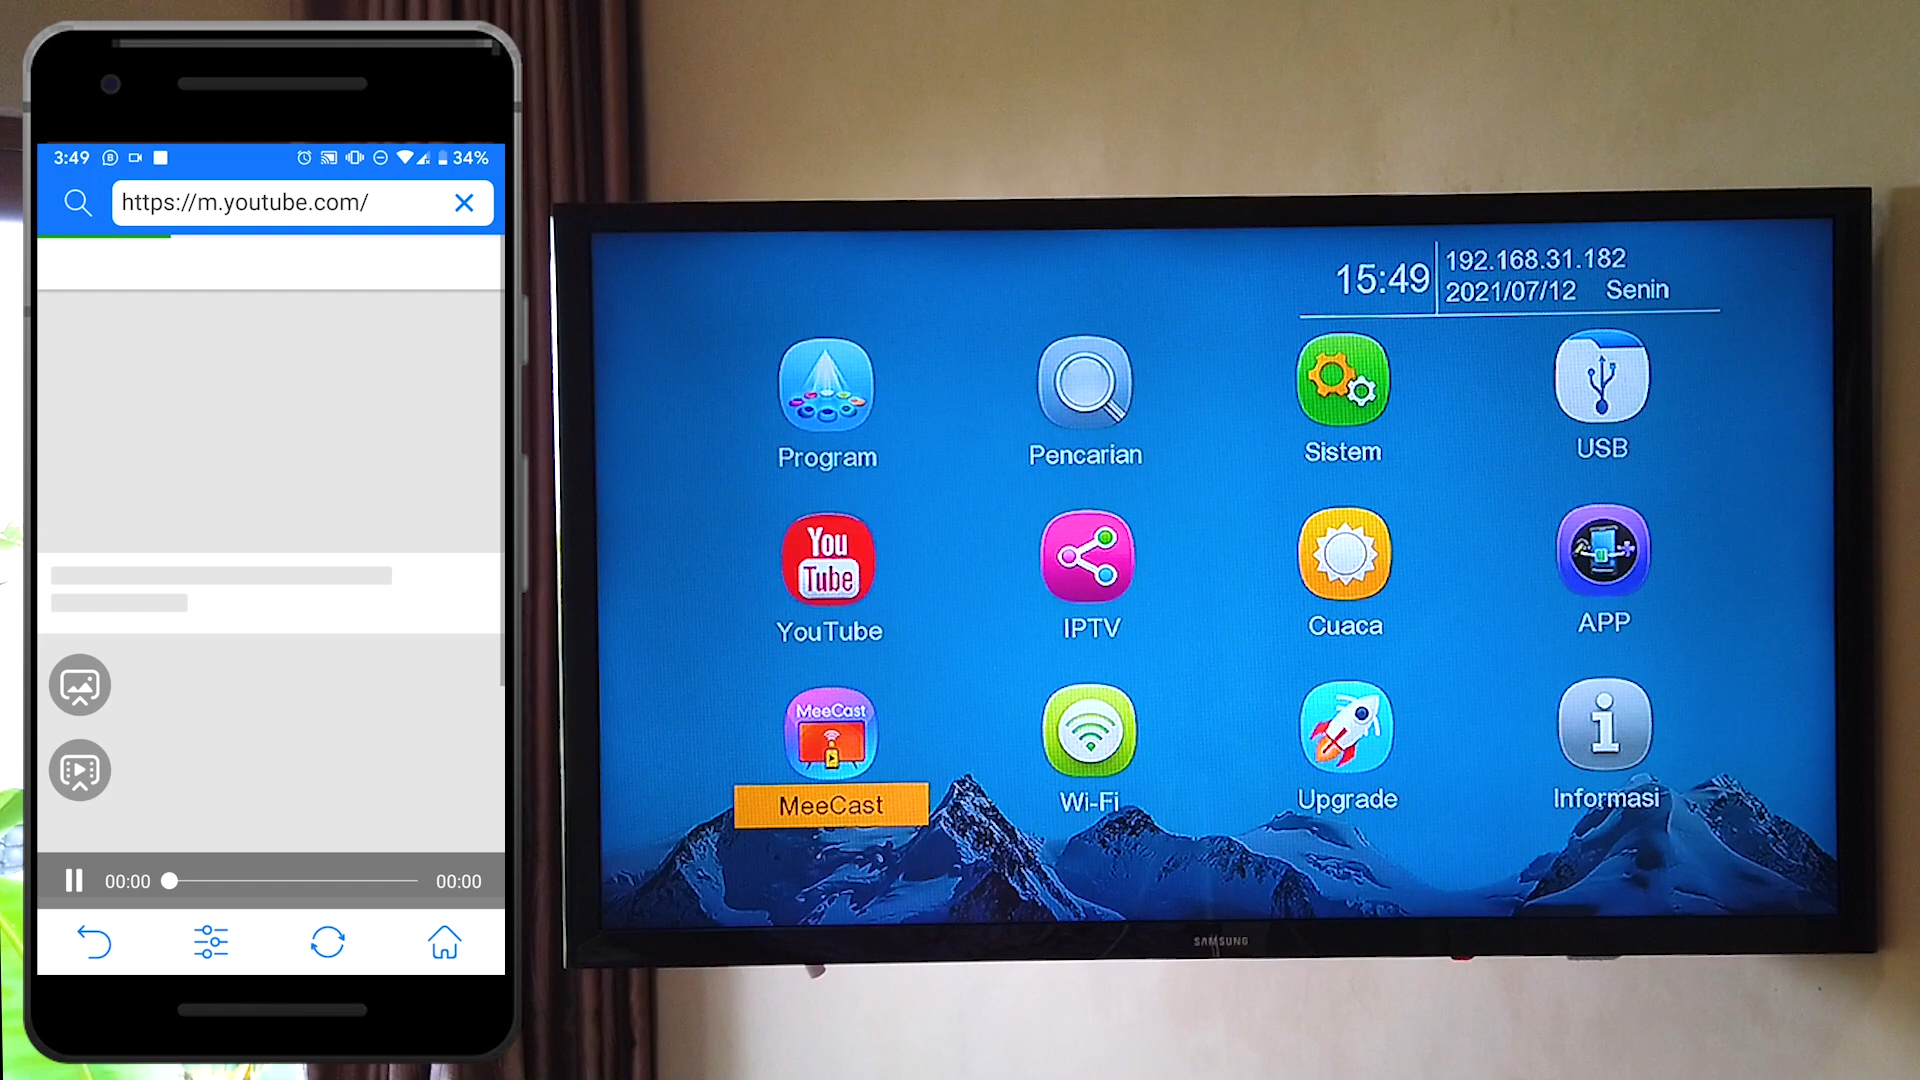 3:49
34%
https://m.youtube.com/
00:00
00:00
15:49
192.168.31.182
2021/07/12 Senin
Program
Pencarian
Sistem
USB
You
Tube
YouTube
IPTV
Cuaca
APP
MeeCast
MeeCast
Wi-Fi
Upgrade
Informasi
SAMSUNG